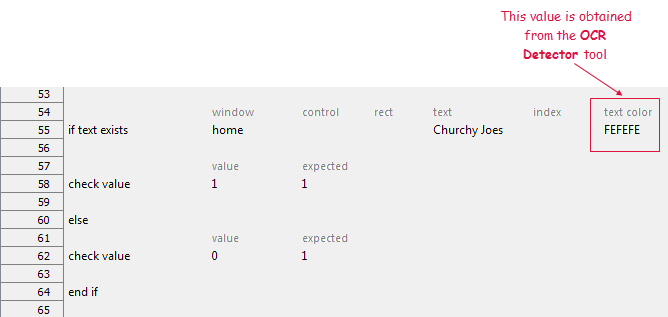 This value is obtained
from the OCR
Detector tool
53
54 window control rect text index text color
55 if text exists home Churchy Joes FEFEFE
56
57 value expected
58 check value 1 1
59
60 else
61 value expected
62 check value 0 1
63
64 end if
65